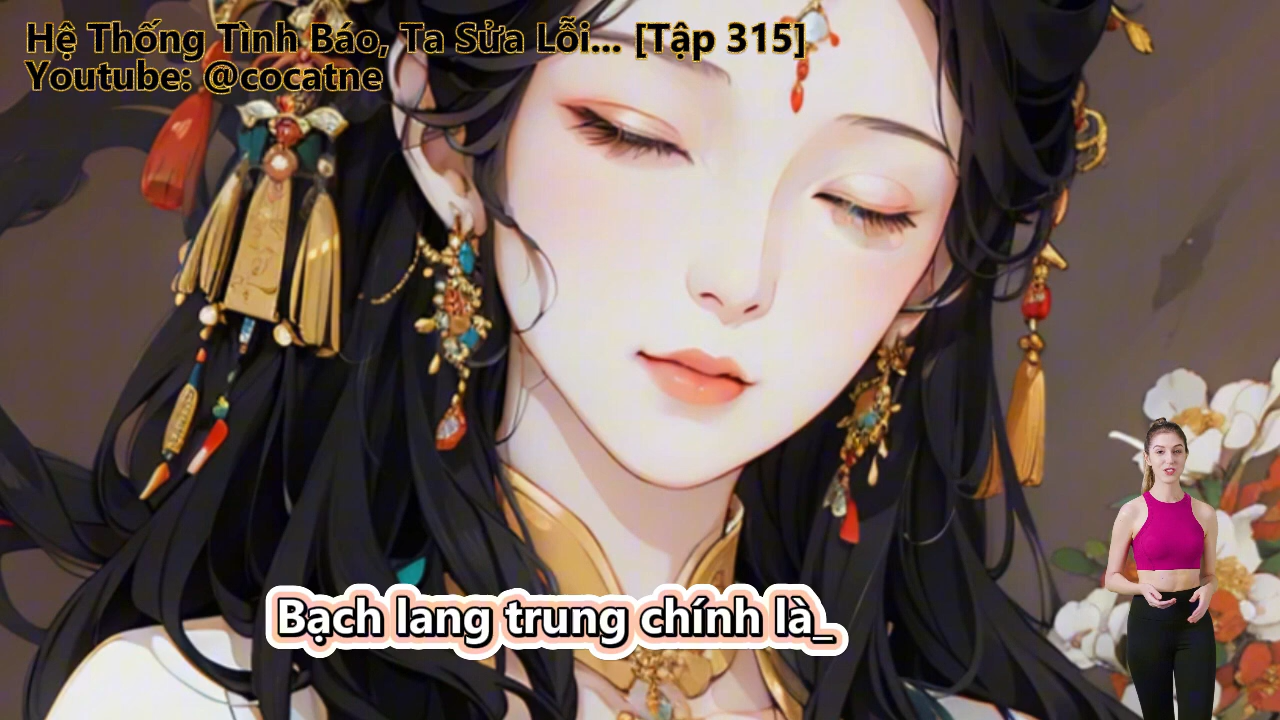 Hệ Thống Tình Báo, Ta Sửa Lỗi... [Tập 315]
Youtube: @cocatne
Bạch lang trung chính là_